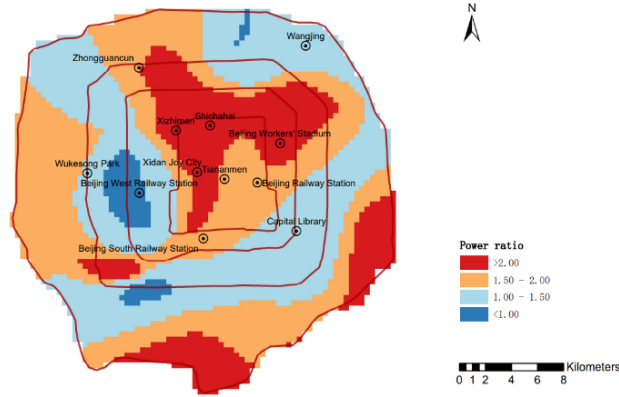 N
Wangjing
Zhongguancun
Xizhimen
Shichahai
Beijing Workers' Stadium
Wukesong Park
Xidan Joy City
Tiananmen
Beijing West Railway Station
Beijing Railway Station
Capital Library
Beijing South Railway Station
Power ratio
>2.00
1.50 - 2.00
1.00 - 1.50
<1.00
Kilometers
0 1 2 4 6 8